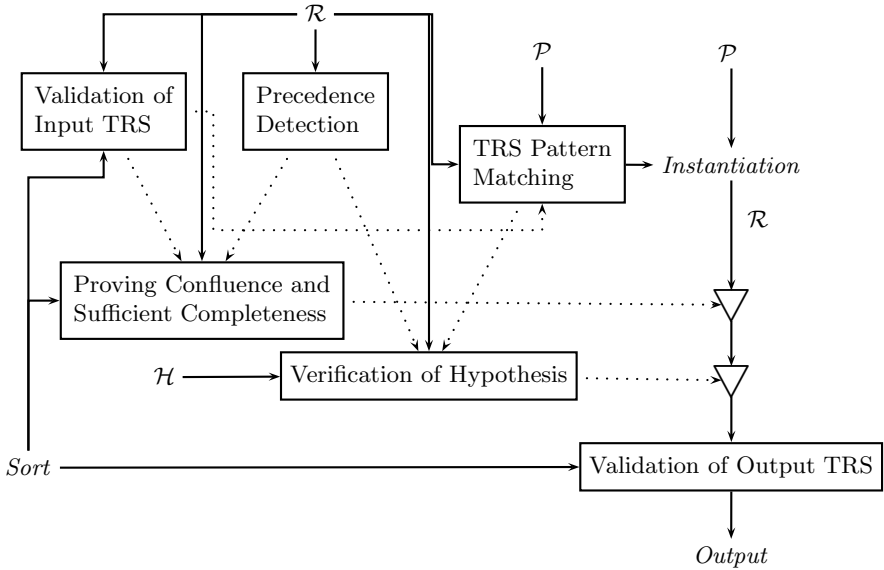 R
P
P
Validation of
Input TRS
Precedence
Detection
TRS Pattern
Matching
Instantiation
R
Proving Confluence and
Sufficient Completeness
H
Verification of Hypothesis
Sort
Validation of Output TRS
Output